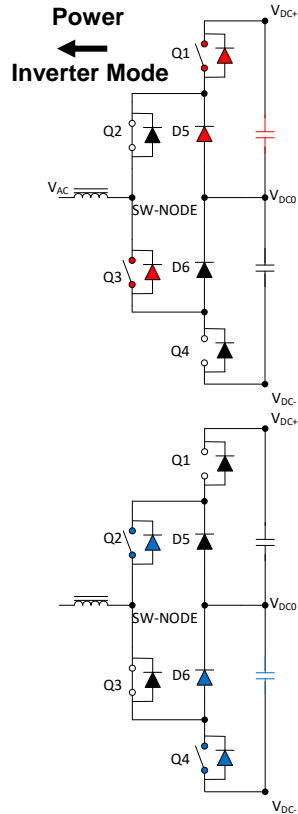 Power
Inverter Mode
V_DC+
Q1
Q2
D5
V_AC
SW-NODE
V_DC0
Q3
D6
Q4
V_DC-
V_DC+
Q1
Q2
D5
SW-NODE
V_DC0
Q3
D6
Q4
V_DC-